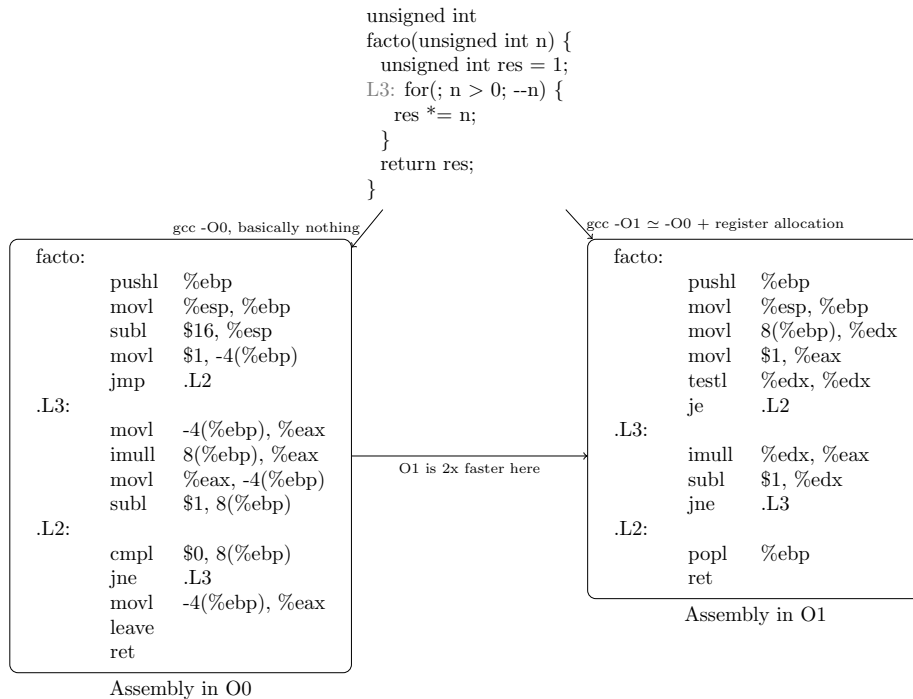 unsigned int
facto(unsigned int n) {
unsigned int res = 1;
L3: for(; n > 0; --n) {
res *= n;
}
return res;
}
gcc -O0, basically nothing
gcc -O1 ≃ -O0 + register allocation
facto:
pushl %ebp
movl %esp, %ebp
subl $16, %esp
movl $1, -4(%ebp)
jmp .L2
.L3:
movl -4(%ebp), %eax
imull 8(%ebp), %eax
movl %eax, -4(%ebp)
subl $1, 8(%ebp)
.L2:
cmpl $0, 8(%ebp)
jne .L3
movl -4(%ebp), %eax
leave
ret
Assembly in O0
O1 is 2x faster here
facto:
pushl %ebp
movl %esp, %ebp
movl 8(%ebp), %edx
movl $1, %eax
testl %edx, %edx
je .L2
.L3:
imull %edx, %eax
subl $1, %edx
jne .L3
.L2:
popl %ebp
ret
Assembly in O1